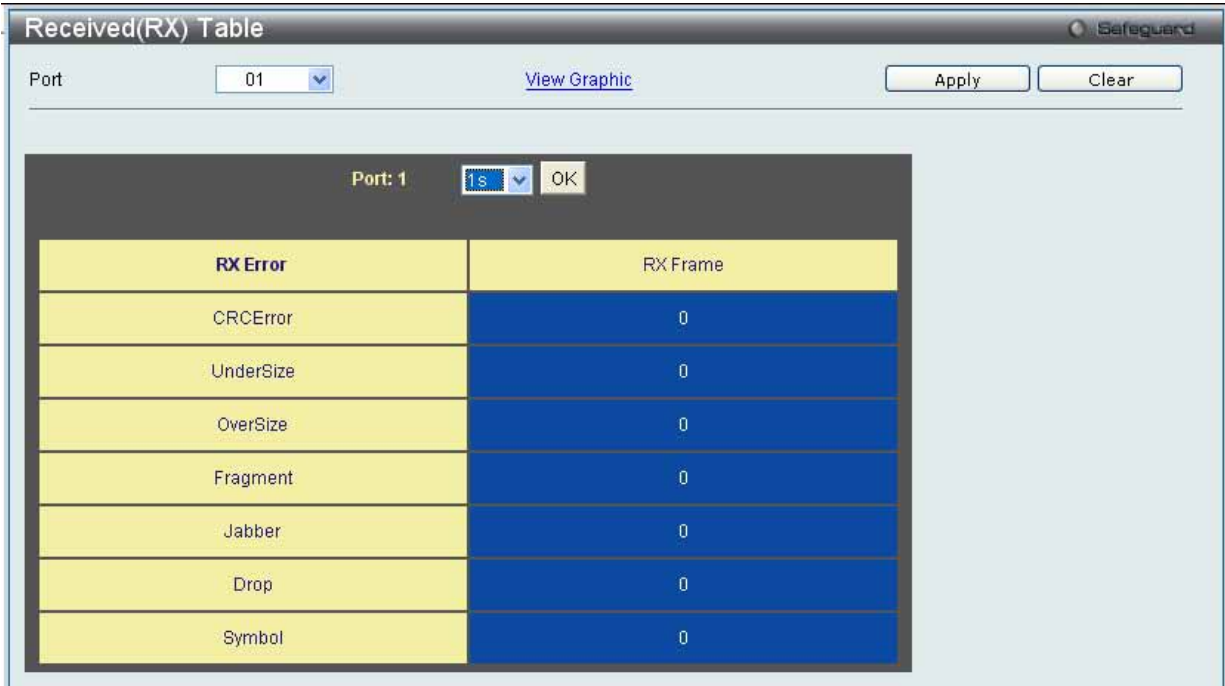 Received(RX) Table Safeguard
Port 01 View Graphic Apply Clear
Port: 1 1s OK
RX Error RX Frame
CRCError 0
UnderSize 0
OverSize 0
Fragment 0
Jabber 0
Drop 0
Symbol 0